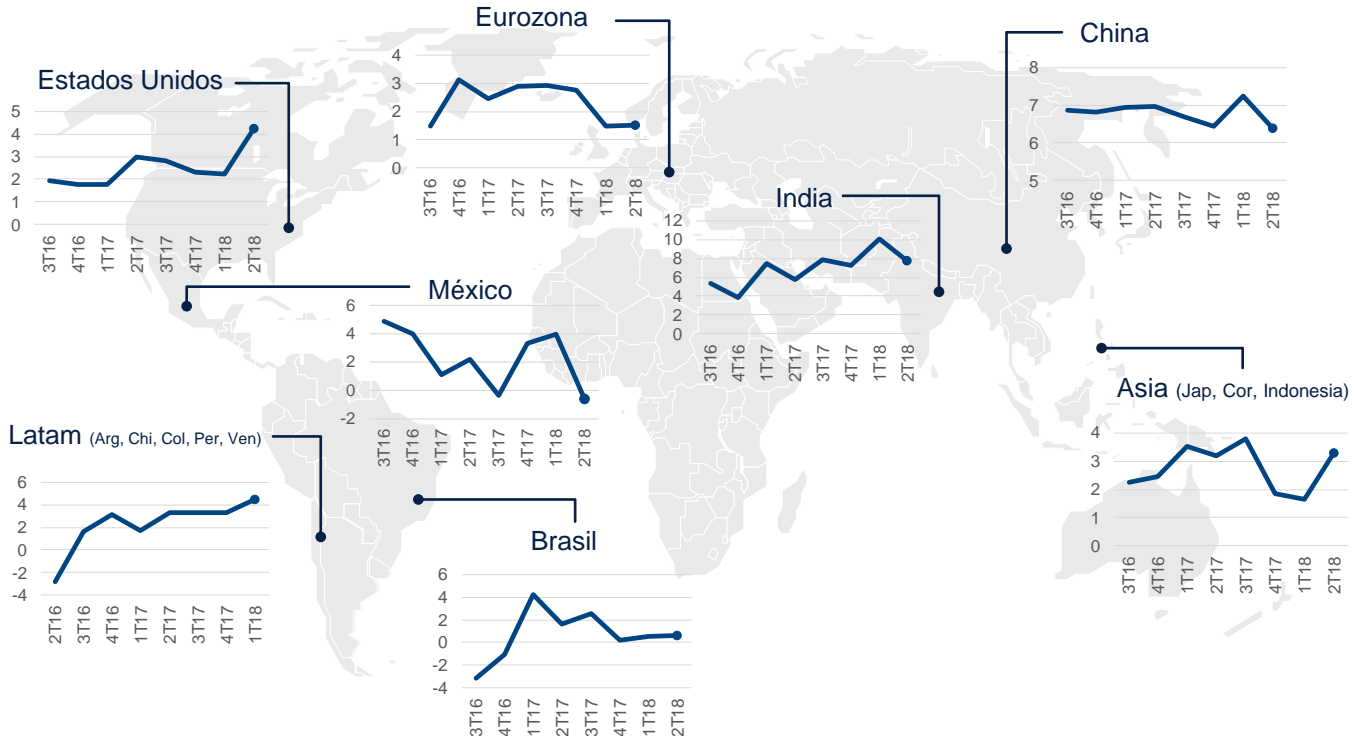 Estados Unidos
5
4
3
2
1
0
3T16
4T16
1T17
2T17
3T17
4T17
1T18
2T18
Eurozona
4
3
2
1
0
3T16
4T16
1T17
2T17
3T17
4T17
1T18
2T18
China
8
7
6
5
3T16
4T16
1T17
2T17
3T17
4T17
1T18
2T18
India
12
10
8
6
4
2
0
3T16
4T16
1T17
2T17
3T17
4T17
1T18
2T18
México
6
4
2
0
-2
3T16
4T16
1T17
2T17
3T17
4T17
1T18
2T18
Asia (Jap, Cor, Indonesia)
4
3
2
1
0
3T16
4T16
1T17
2T17
3T17
4T17
1T18
2T18
Latam (Arg, Chi, Col, Per, Ven)
6
4
2
0
-2
-4
2T16
3T16
4T16
1T17
2T17
3T17
4T17
1T18
Brasil
6
4
2
0
-2
-4
3T16
4T16
1T17
2T17
3T17
4T17
1T18
2T18